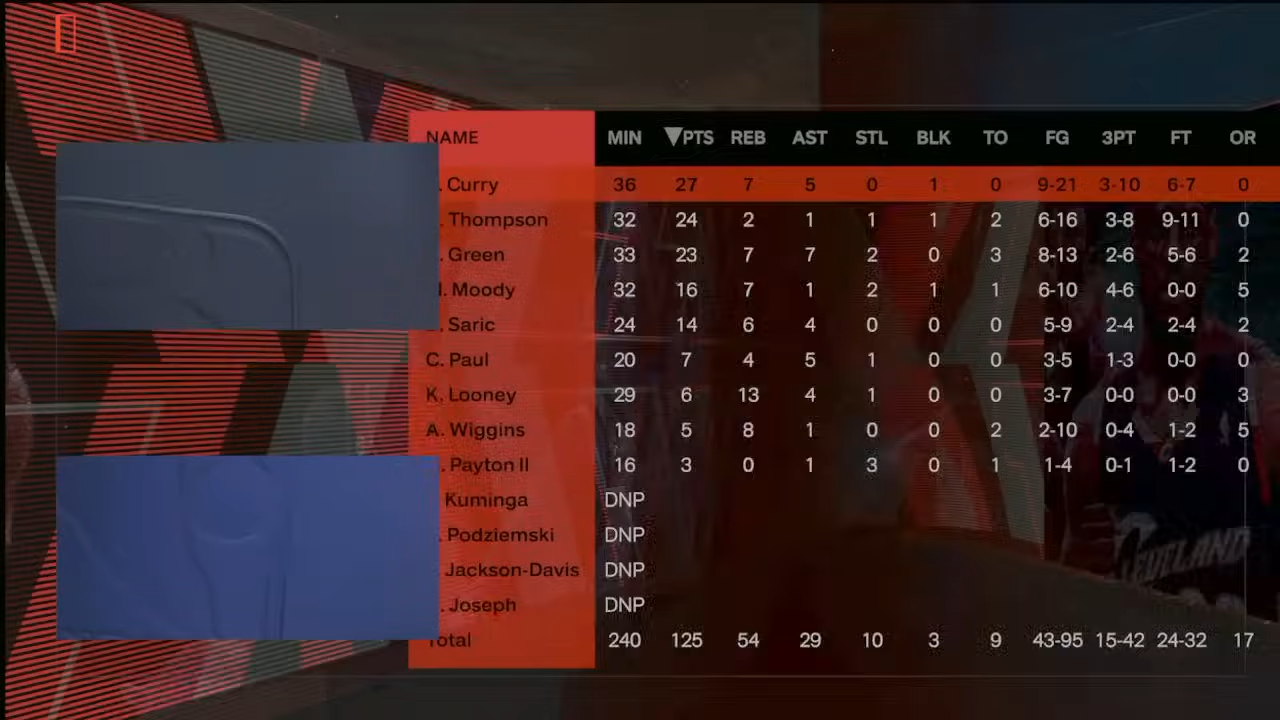 NAME MIN ▼PTS REB AST STL BLK TO FG 3PT FT OR
. Curry 36 27 7 5 0 1 0 9-21 3-10 6-7 0
. Thompson 32 24 2 1 1 1 2 6-16 3-8 9-11 0
. Green 33 23 7 7 2 0 3 8-13 2-6 5-6 2
. Moody 32 16 7 1 2 1 1 6-10 4-6 0-0 5
. Saric 24 14 6 4 0 0 0 5-9 2-4 2-4 2
C. Paul 20 7 4 5 1 0 0 3-5 1-3 0-0 0
K. Looney 29 6 13 4 1 0 0 3-7 0-0 0-0 3
A. Wiggins 18 5 8 1 0 0 2 2-10 0-4 1-2 5
. Payton II 16 3 0 1 3 0 1 1-4 0-1 1-2 0
Kuminga DNP
. Podziemski DNP
Jackson-Davis DNP
. Joseph DNP
Total 240 125 54 29 10 3 9 43-95 15-42 24-32 17